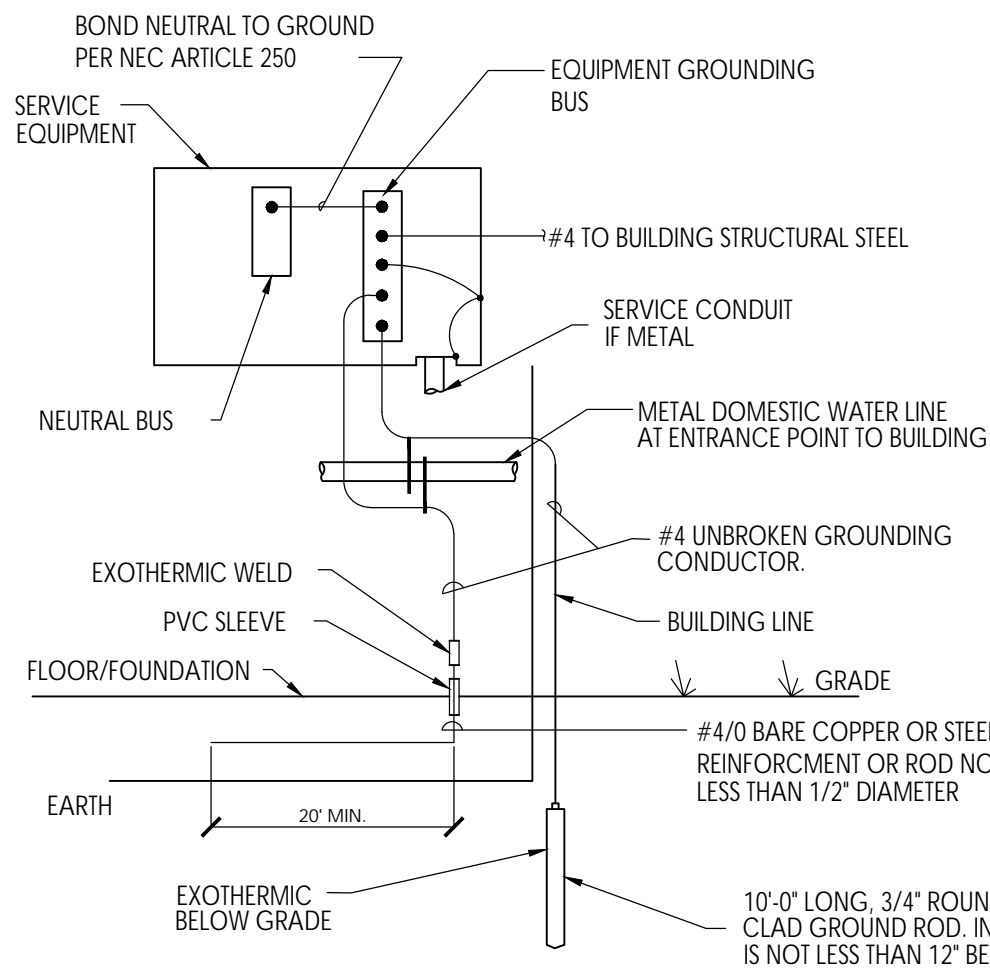 BOND NEUTRAL TO GROUND
PER NEC ARTICLE 250
EQUIPMENT GROUNDING
BUS
SERVICE
EQUIPMENT
#4 TO BUILDING STRUCTURAL STEEL
SERVICE CONDUIT
IF METAL
NEUTRAL BUS
METAL DOMESTIC WATER LINE
AT ENTRANCE POINT TO BUILDING
#4 UNBROKEN GROUNDING
CONDUCTOR.
EXOTHERMIC WELD
PVC SLEEVE
BUILDING LINE
FLOOR/FOUNDATION
GRADE
#4/0 BARE COPPER OR STEE
REINFORCMENT OR ROD NO
LESS THAN 1/2" DIAMETER
EARTH
20' MIN.
EXOTHERMIC
BELOW GRADE
10'-0" LONG, 3/4" ROUN
CLAD GROUND ROD. IN
IS NOT LESS THAN 12" BE